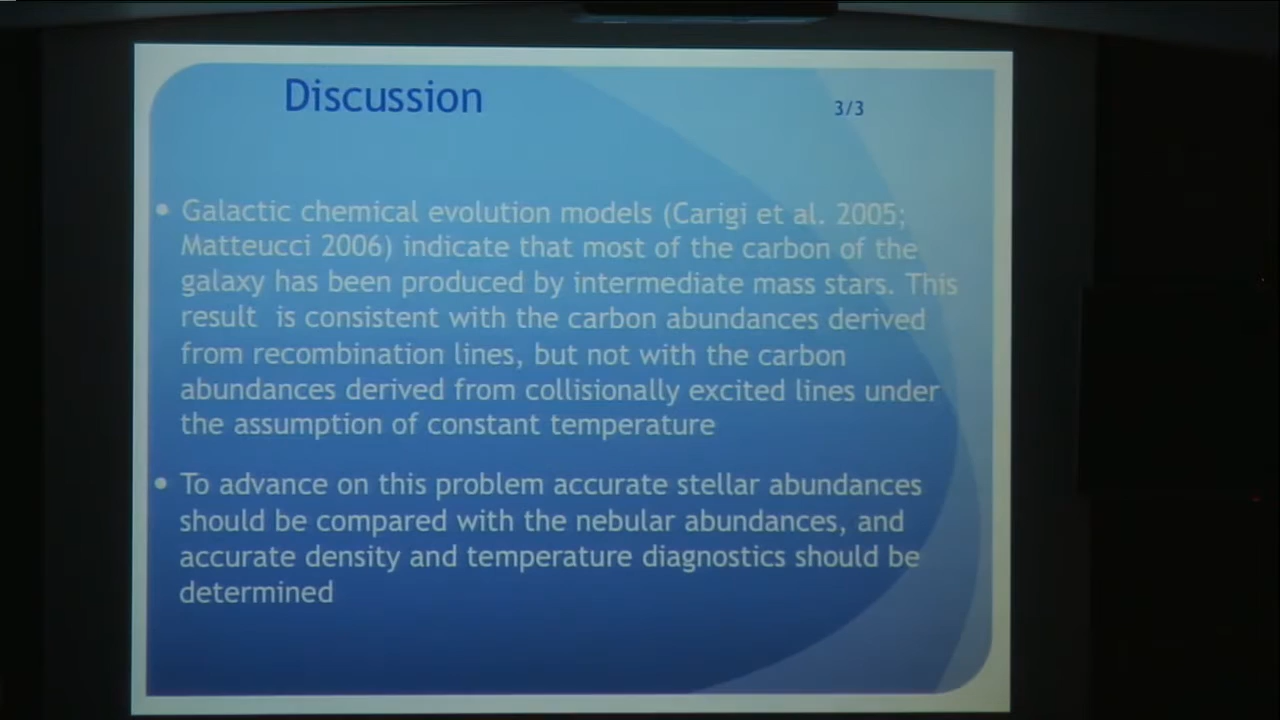 Discussion
3/3
• Galactic chemical evolution models (Carigi et al. 2005;
Matteucci 2006) indicate that most of the carbon of the
galaxy has been produced by intermediate mass stars. This
result is consistent with the carbon abundances derived
from recombination lines, but not with the carbon
abundances derived from collisionally excited lines under
the assumption of constant temperature
• To advance on this problem accurate stellar abundances
should be compared with the nebular abundances, and
accurate density and temperature diagnostics should be
determined